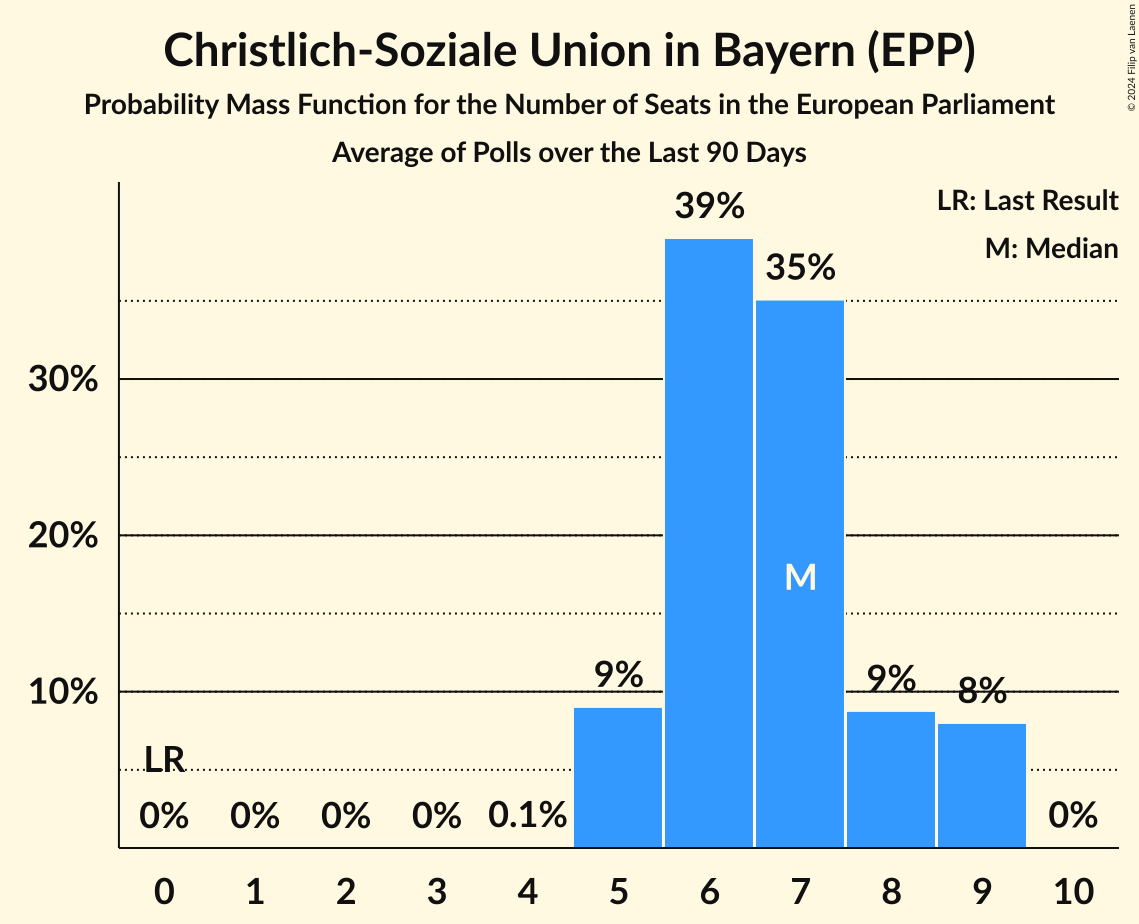 Christlich-Soziale Union in Bayern (EPP)
Probability Mass Function for the Number of Seats in the European Parliament
Average of Polls over the Last 90 Days
© 2024 Filip van Laenen
LR: Last Result
M: Median
39%
35%
30%
20%
M
10%
9%
9%
8%
LR
0%
0%
0%
0%
0.1%
0%
0 1 2 3 4 5 6 7 8 9 10